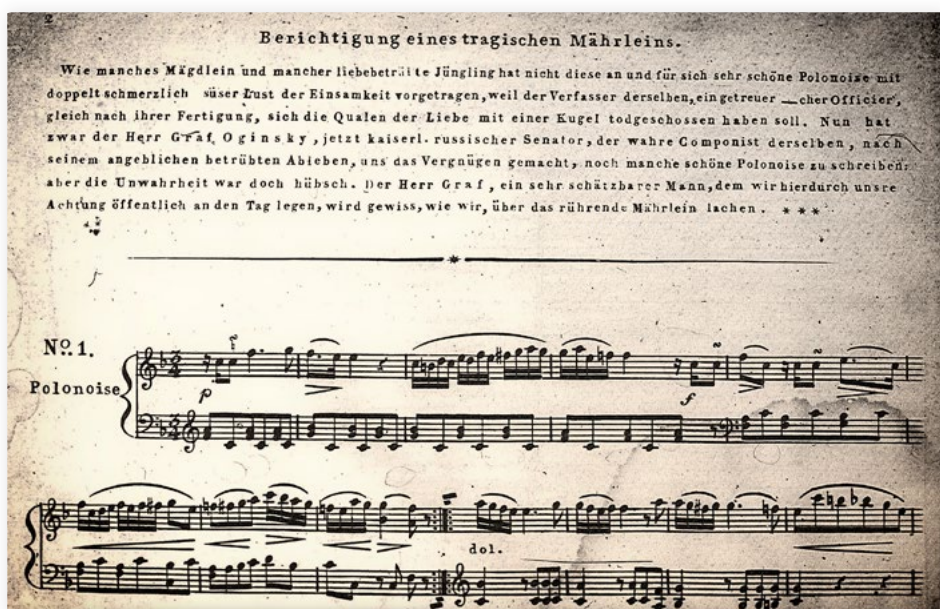 2
Berichtigung eines tragischen Mährleins.
Wie manches Mägdlein und mancher liebebetrübte Jüngling hat nicht diese an und für sich sehr schöne Polonoise mit
doppelt schmerzlich süser Lust der Einsamkeit vorgetragen, weil der Verfasser derselben, ein getreuer __cher Officier,
gleich nach ihrer Fertigung, sich die Qualen der Liebe mit einer Kugel todgeschossen haben soll. Nun hat
zwar der Herr Graf, Oginsky, jetzt kaiserl. russischer Senator, der wahre Componist derselben, nach
seinem angeblichen betrübten Ableben, uns das Vergnügen gemacht, noch manche schöne Polonoise zu schreiben:
aber die Unwahrheit war doch hübsch. Der Herr Graf, ein sehr schätzbarer Mann, dem wir hierdurch unsre
Achtung öffentlich an den Tag legen, wird gewiss, wie wir, über das rührende Mährlein lachen. ***
No. 1.
Polonoise
p
f
dol.